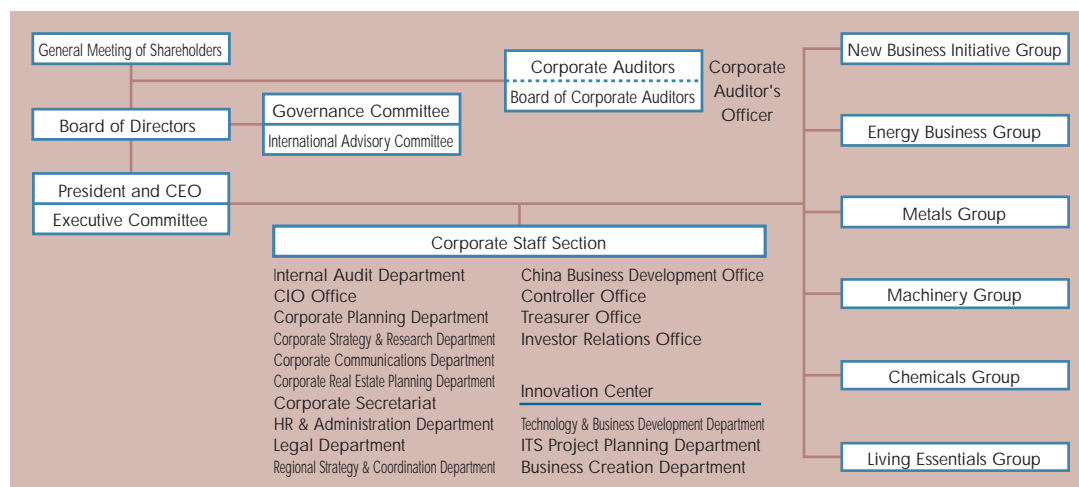 General Meeting of Shareholders
Board of Directors
Governance Committee
International Advisory Committee
Corporate Auditors
Board of Corporate Auditors
Corporate
Auditor's
Officer
President and CEO
Executive Committee
Corporate Staff Section
Internal Audit Department
CIO Office
Corporate Planning Department
Corporate Strategy & Research Department
Corporate Communications Department
Corporate Real Estate Planning Department
Corporate Secretariat
HR & Administration Department
Legal Department
Regional Strategy & Coordination Department
China Business Development Office
Controller Office
Treasurer Office
Investor Relations Office
Innovation Center
Technology & Business Development Department
ITS Project Planning Department
Business Creation Department
New Business Initiative Group
Energy Business Group
Metals Group
Machinery Group
Chemicals Group
Living Essentials Group